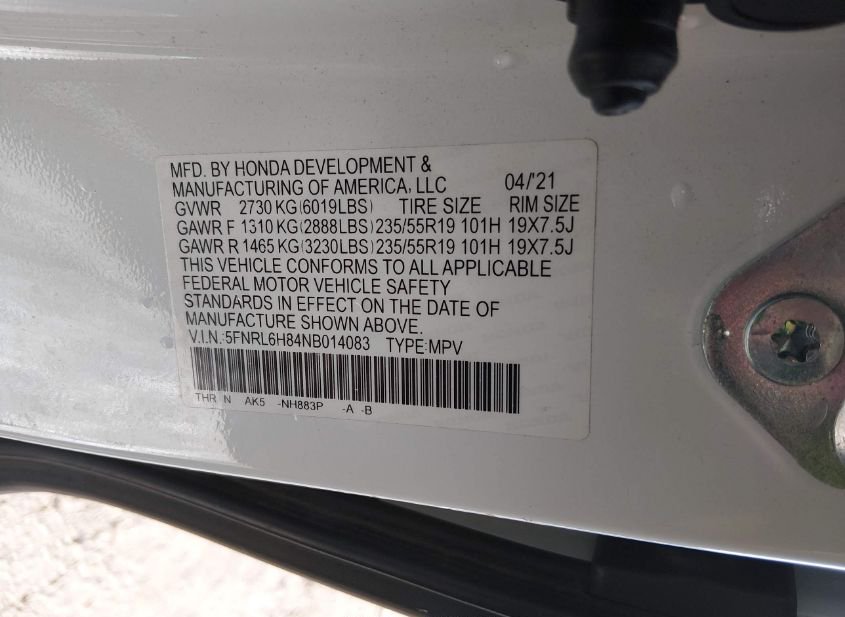 MFD. BY HONDA DEVELOPMENT &
MANUFACTURING OF AMERICA, LLC 04/'21
GVWR 2730 KG(6019LBS) TIRE SIZE RIM SIZE
GAWR F 1310 KG(2888LBS) 235/55R19 101H 19X7.5J
GAWR R 1465 KG(3230LBS) 235/55R19 101H 19X7.5J
THIS VEHICLE CONFORMS TO ALL APPLICABLE
FEDERAL MOTOR VEHICLE SAFETY
STANDARDS IN EFFECT ON THE DATE OF
MANUFACTURE SHOWN ABOVE.
V.I.N.:5FNRL6H84NB014083 TYPE:MPV
THR N AK5 -NH883P -A -B